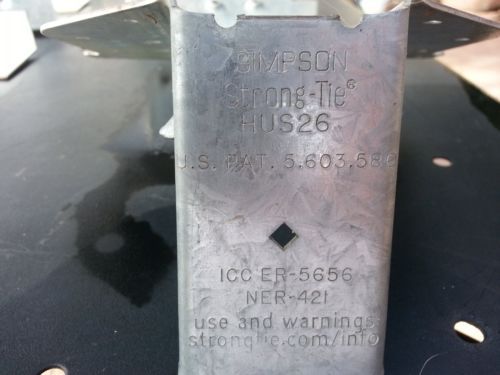 SIMPSON
Strong-Tie®
HUS26
U.S. PAT. 5,603,580
ICC ER-5656
NER-421
use and warnings
strongtie.com/info